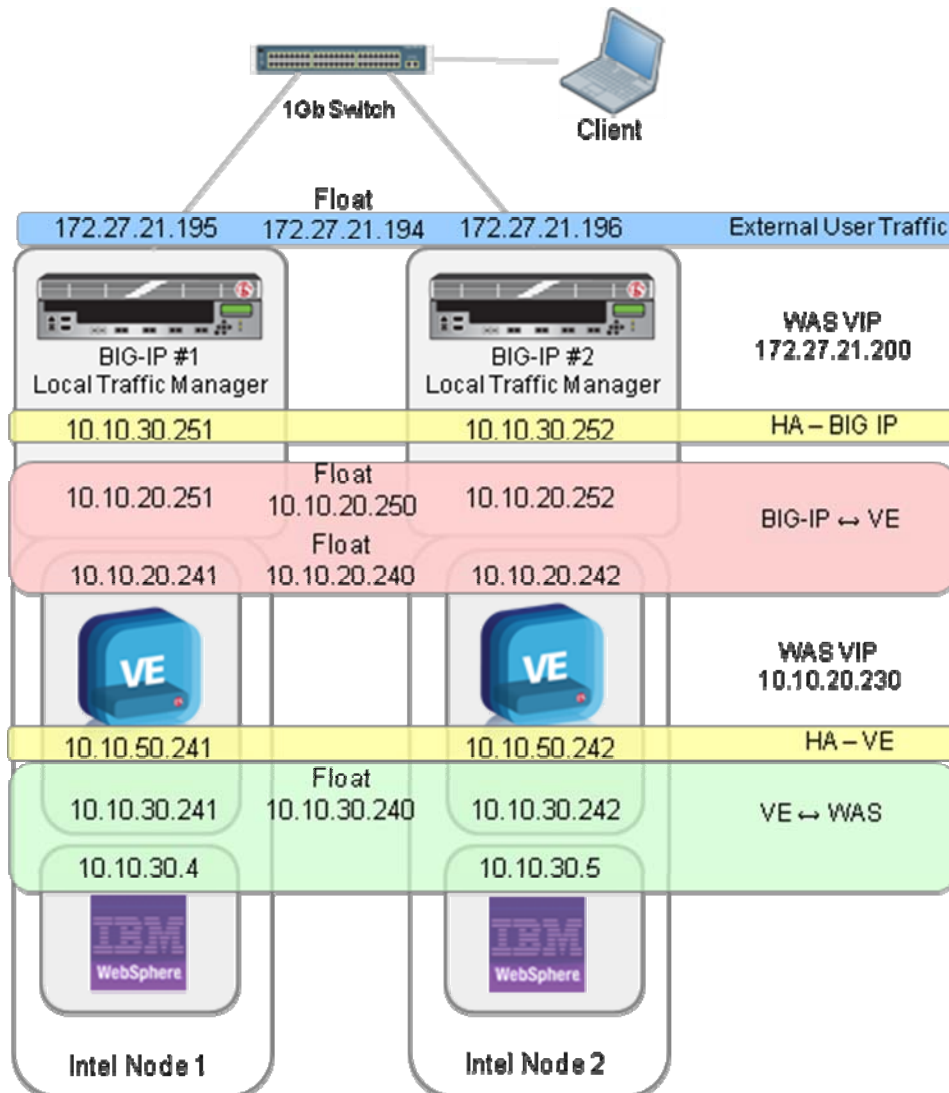 1Gb Switch
Client
Float
172.27.21.195 172.27.21.194 172.27.21.196 External User Traffic
BIG-IP #1
Local Traffic Manager
BIG-IP #2
Local Traffic Manager
WAS VIP
172.27.21.200
10.10.30.251 10.10.30.252 HA – BIG IP
Float
10.10.20.251 10.10.20.250 10.10.20.252 BIG-IP ↔ VE
Float
10.10.20.241 10.10.20.240 10.10.20.242
VE
VE
WAS VIP
10.10.20.230
10.10.50.241 10.10.50.242 HA – VE
Float
10.10.30.241 10.10.30.240 10.10.30.242 VE ↔ WAS
10.10.30.4 10.10.30.5
IBM
WebSphere
IBM
WebSphere
Intel Node 1
Intel Node 2